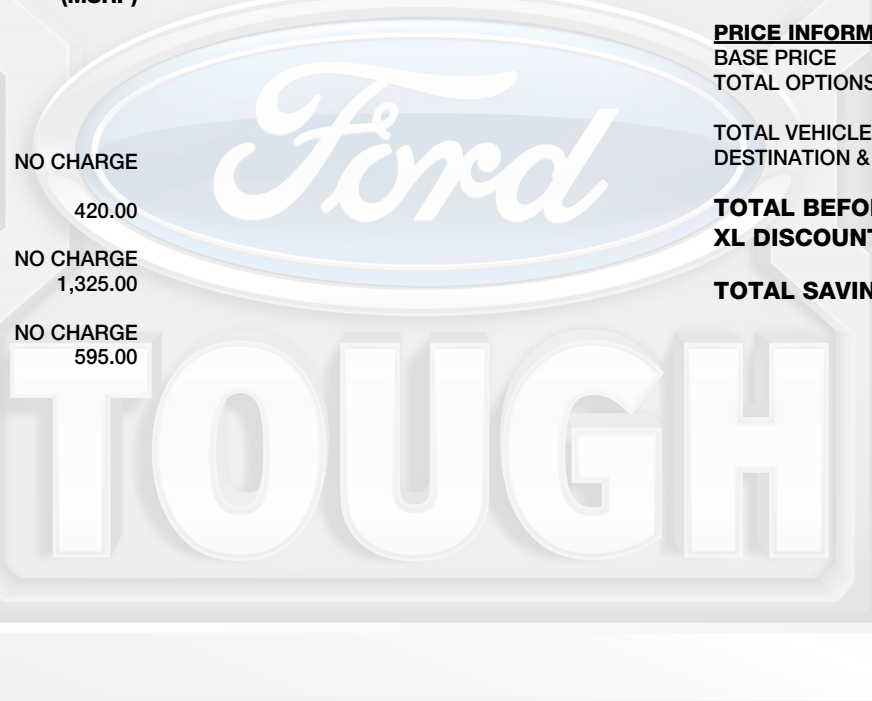 (MSRP)
NO CHARGE
420.00
NO CHARGE
1,325.00
NO CHARGE
595.00
Ford
TOUGH
PRICE INFORM
BASE PRICE
TOTAL OPTIONS
TOTAL VEHICLE
DESTINATION &
TOTAL BEFO
XL DISCOUNT
TOTAL SAVIN